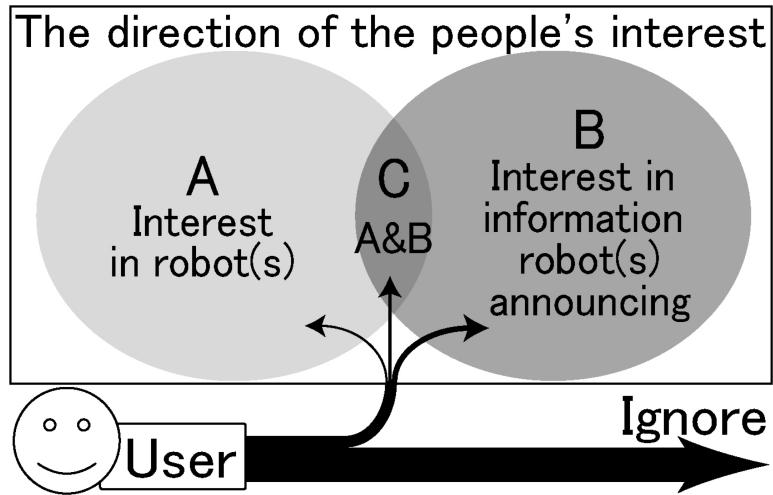 The direction of the people's interest
A
Interest
in robot(s)
C
A&B
B
Interest in
information
robot(s)
announcing
Ignore
User